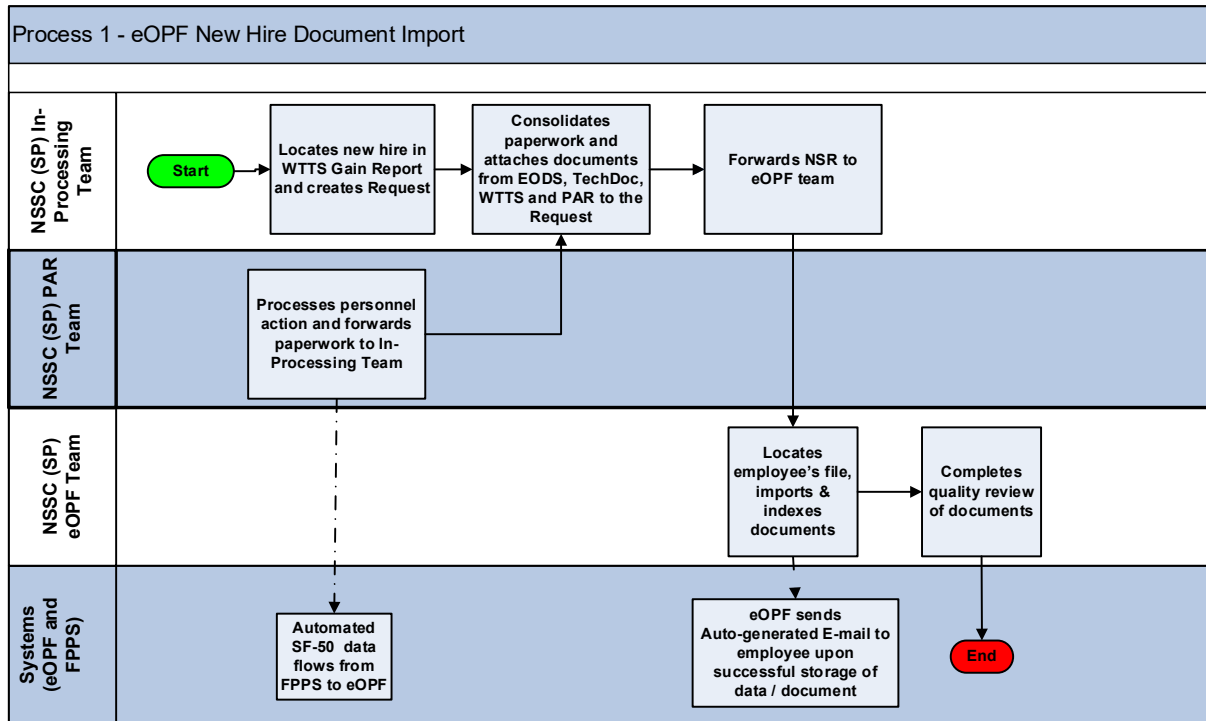 Process 1 - eOPF New Hire Document Import
NSSC (SP) In-
Processing
Team
Start
Locates new hire in
WTTS Gain Report
and creates Request
Consolidates
paperwork and
attaches documents
from EODS, TechDoc,
WTTS and PAR to the
Request
Forwards NSR to
eOPF team
NSSC (SP) PAR
Team
Processes personnel
action and forwards
paperwork to In-
Processing Team
NSSC (SP)
eOPF Team
Locates
employee's file,
imports &
indexes
documents
Completes
quality review
of documents
Systems
(eOPF and
FPPS)
Automated
SF-50 data
flows from
FPPS to eOPF
eOPF sends
Auto-generated E-mail to
employee upon
successful storage of
data / document
End